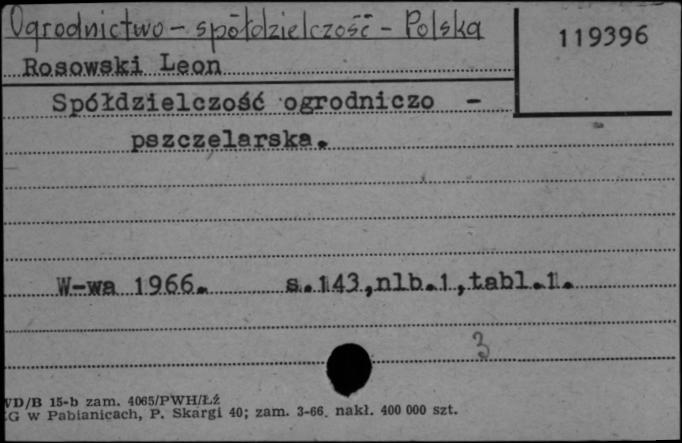 Ogrodnictwo - spółdzielczość - Polska
119396
Rosowski Leon
Spółdzielczość ogrodniczo -
pszczelarska.
W-wa 1966. s.143,nlb.1,tabl.1.
3
WD/B 15-b zam. 4065/PWH/ŁŹ
G w Pabianicach, P. Skargi 40; zam. 3-66. nakł. 400 000 szt.